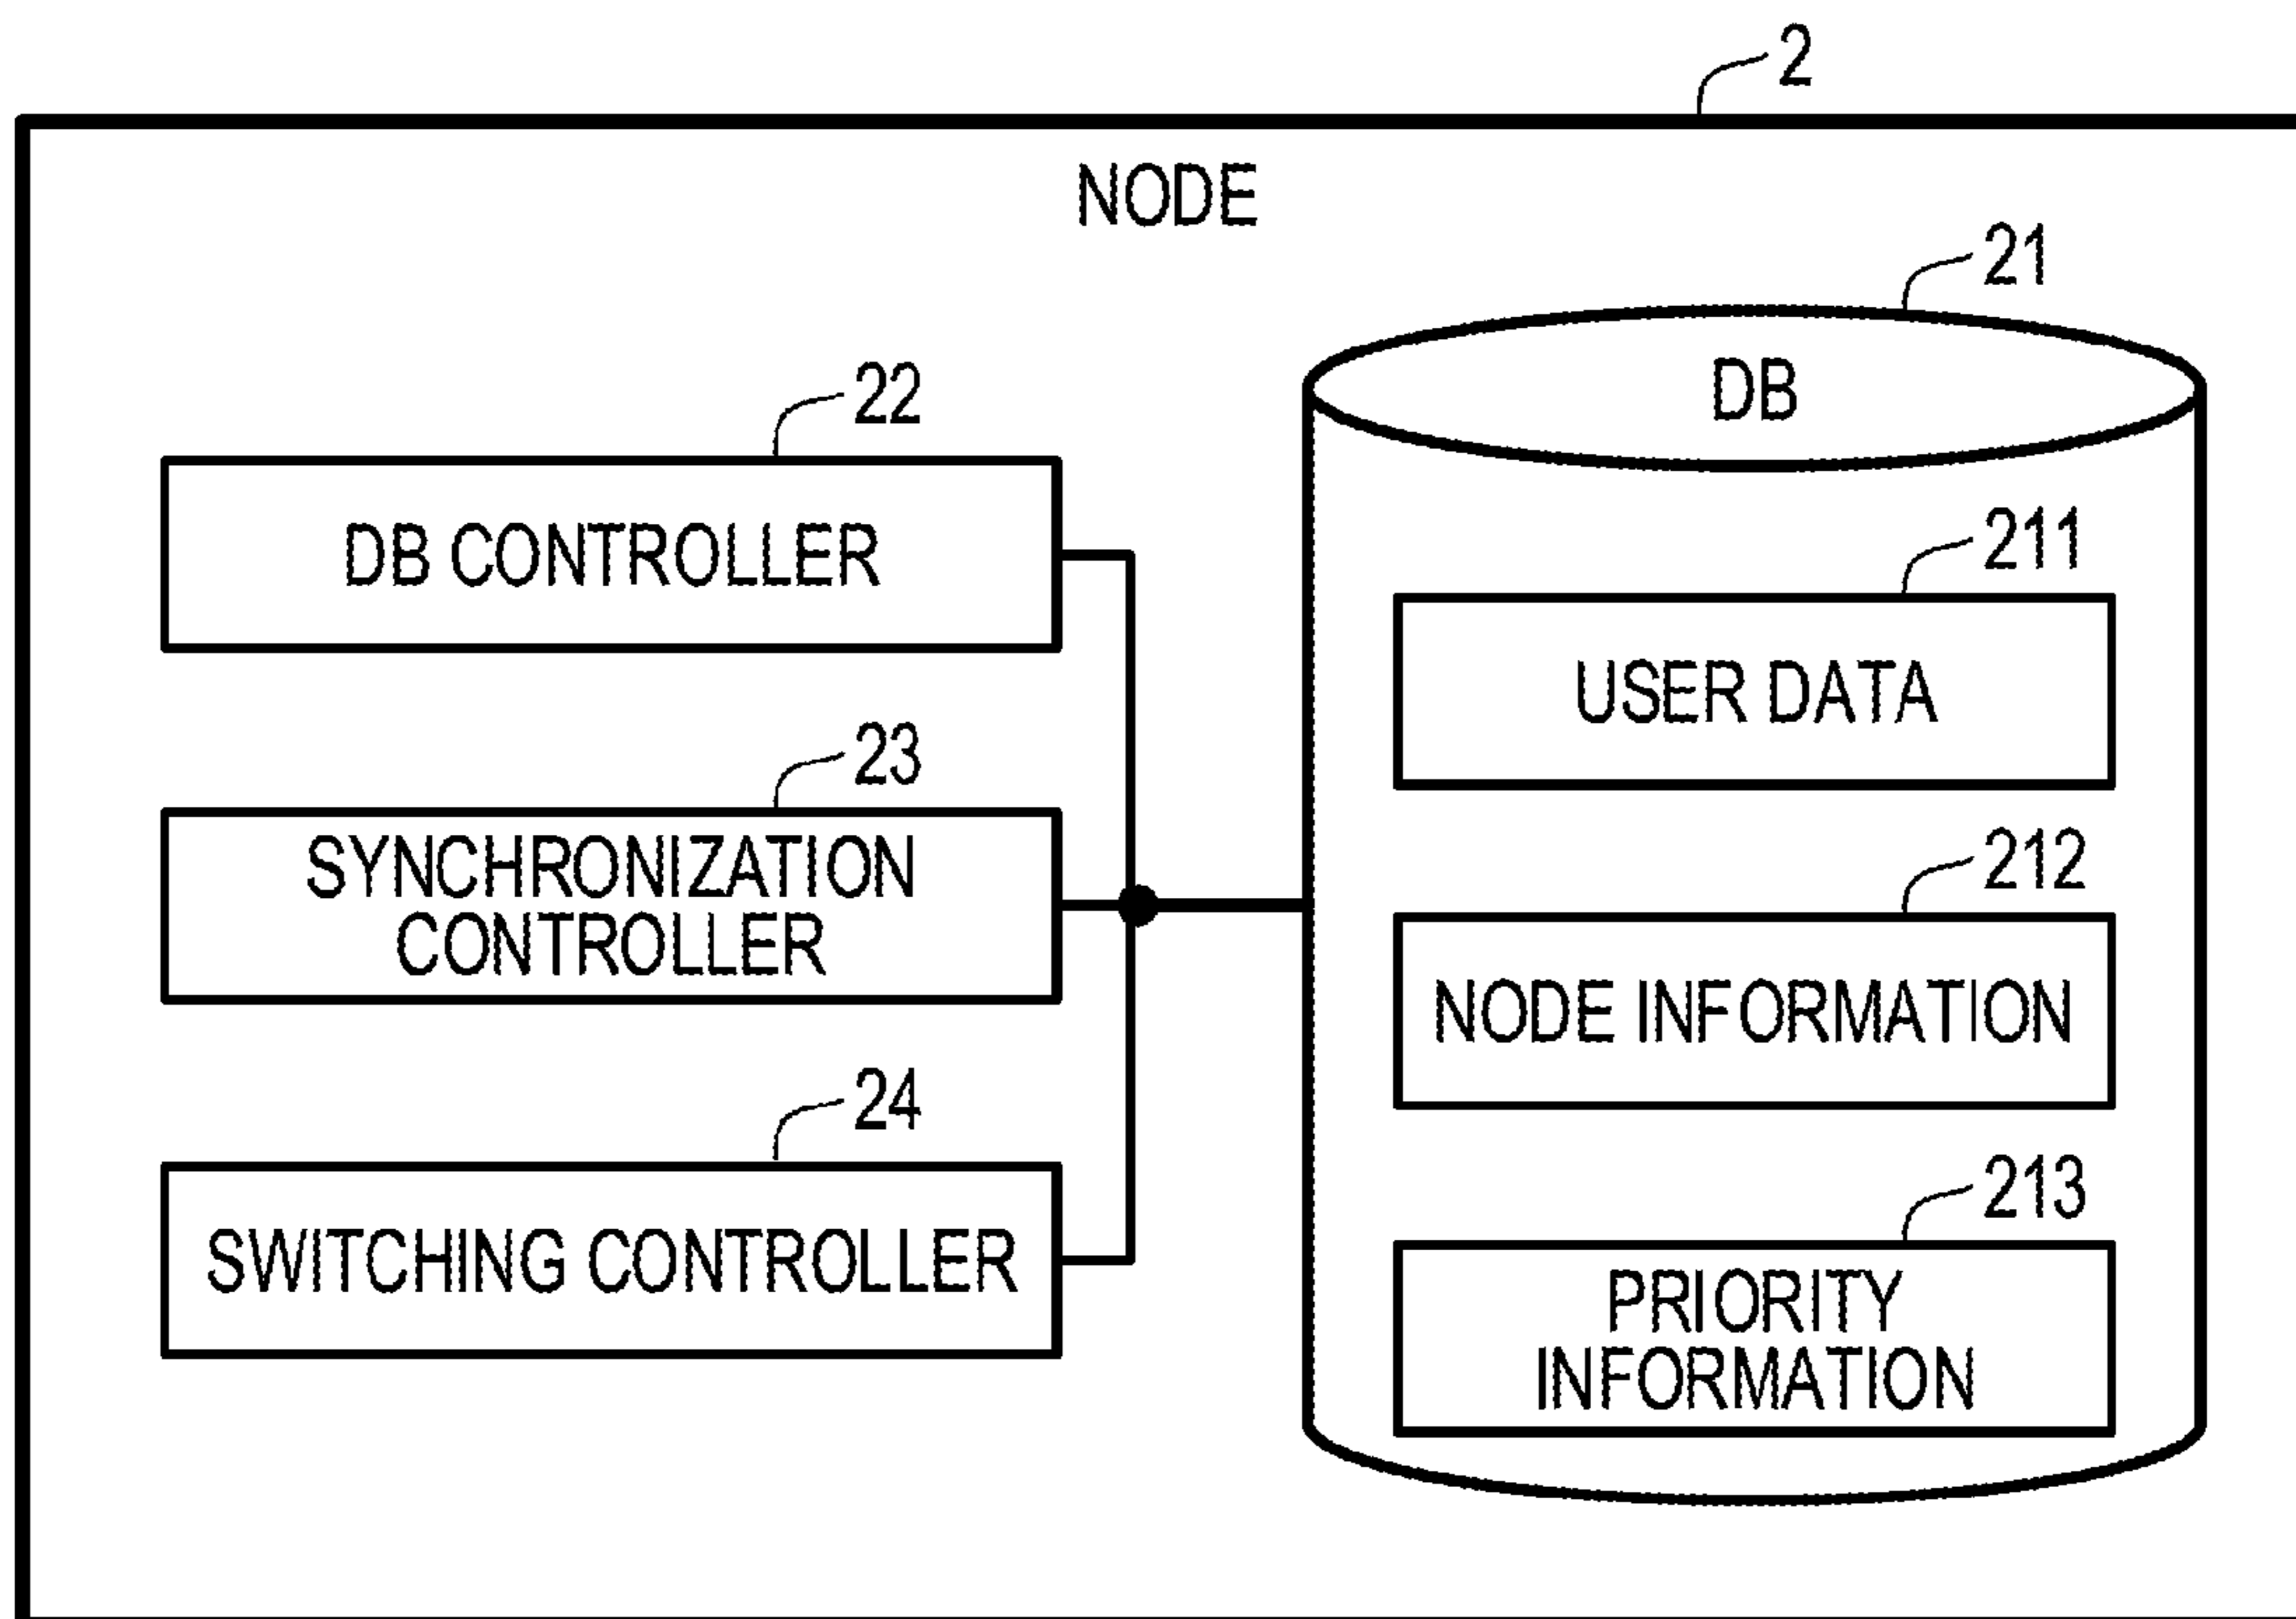 2
NODE
21
DB
22
DB CONTROLLER
211
USER DATA
23
SYNCHRONIZATION
CONTROLLER
212
NODE INFORMATION
24
SWITCHING CONTROLLER
213
PRIORITY
INFORMATION